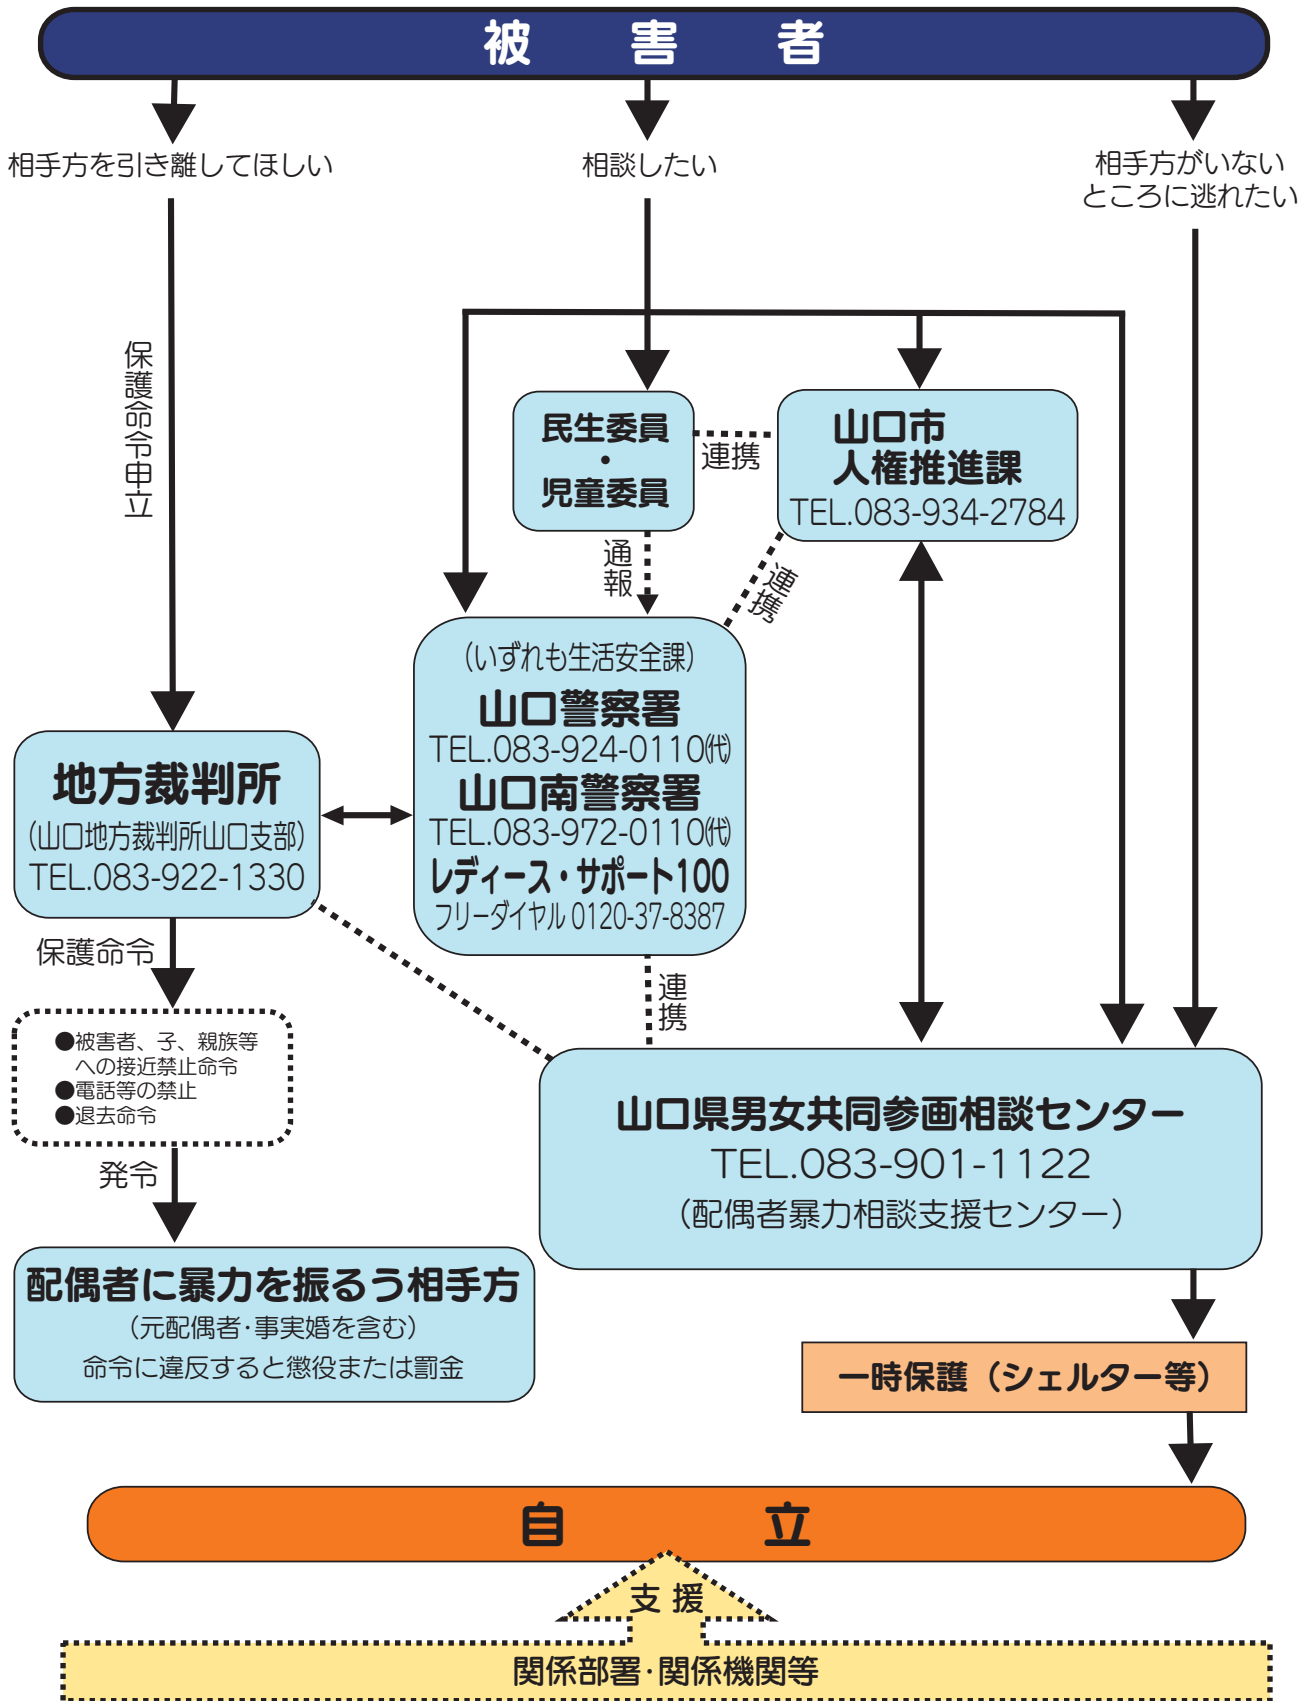 被害者
相手方を引き離してほしい
相談したい
相手方がいない
ところに逃れたい
保護命令申立
民生委員
・
児童委員
連携
山口市
人権推進課
TEL.083-934-2784
通報
連携
(いずれも生活安全課)
山口警察署
TEL.083-924-0110㈹
山口南警察署
TEL.083-972-0110㈹
レディース・サポート100
フリーダイヤル 0120-37-8387
地方裁判所
(山口地方裁判所山口支部)
TEL.083-922-1330
保護命令
連携
●被害者、子、親族等
への接近禁止命令
●電話等の禁止
●退去命令
発令
山口県男女共同参画相談センター
TEL.083-901-1122
(配偶者暴力相談支援センター)
配偶者に暴力を振るう相手方
(元配偶者・事実婚を含む)
命令に違反すると懲役または罰金
一時保護(シェルター等)
自立
支援
関係部署・関係機関等